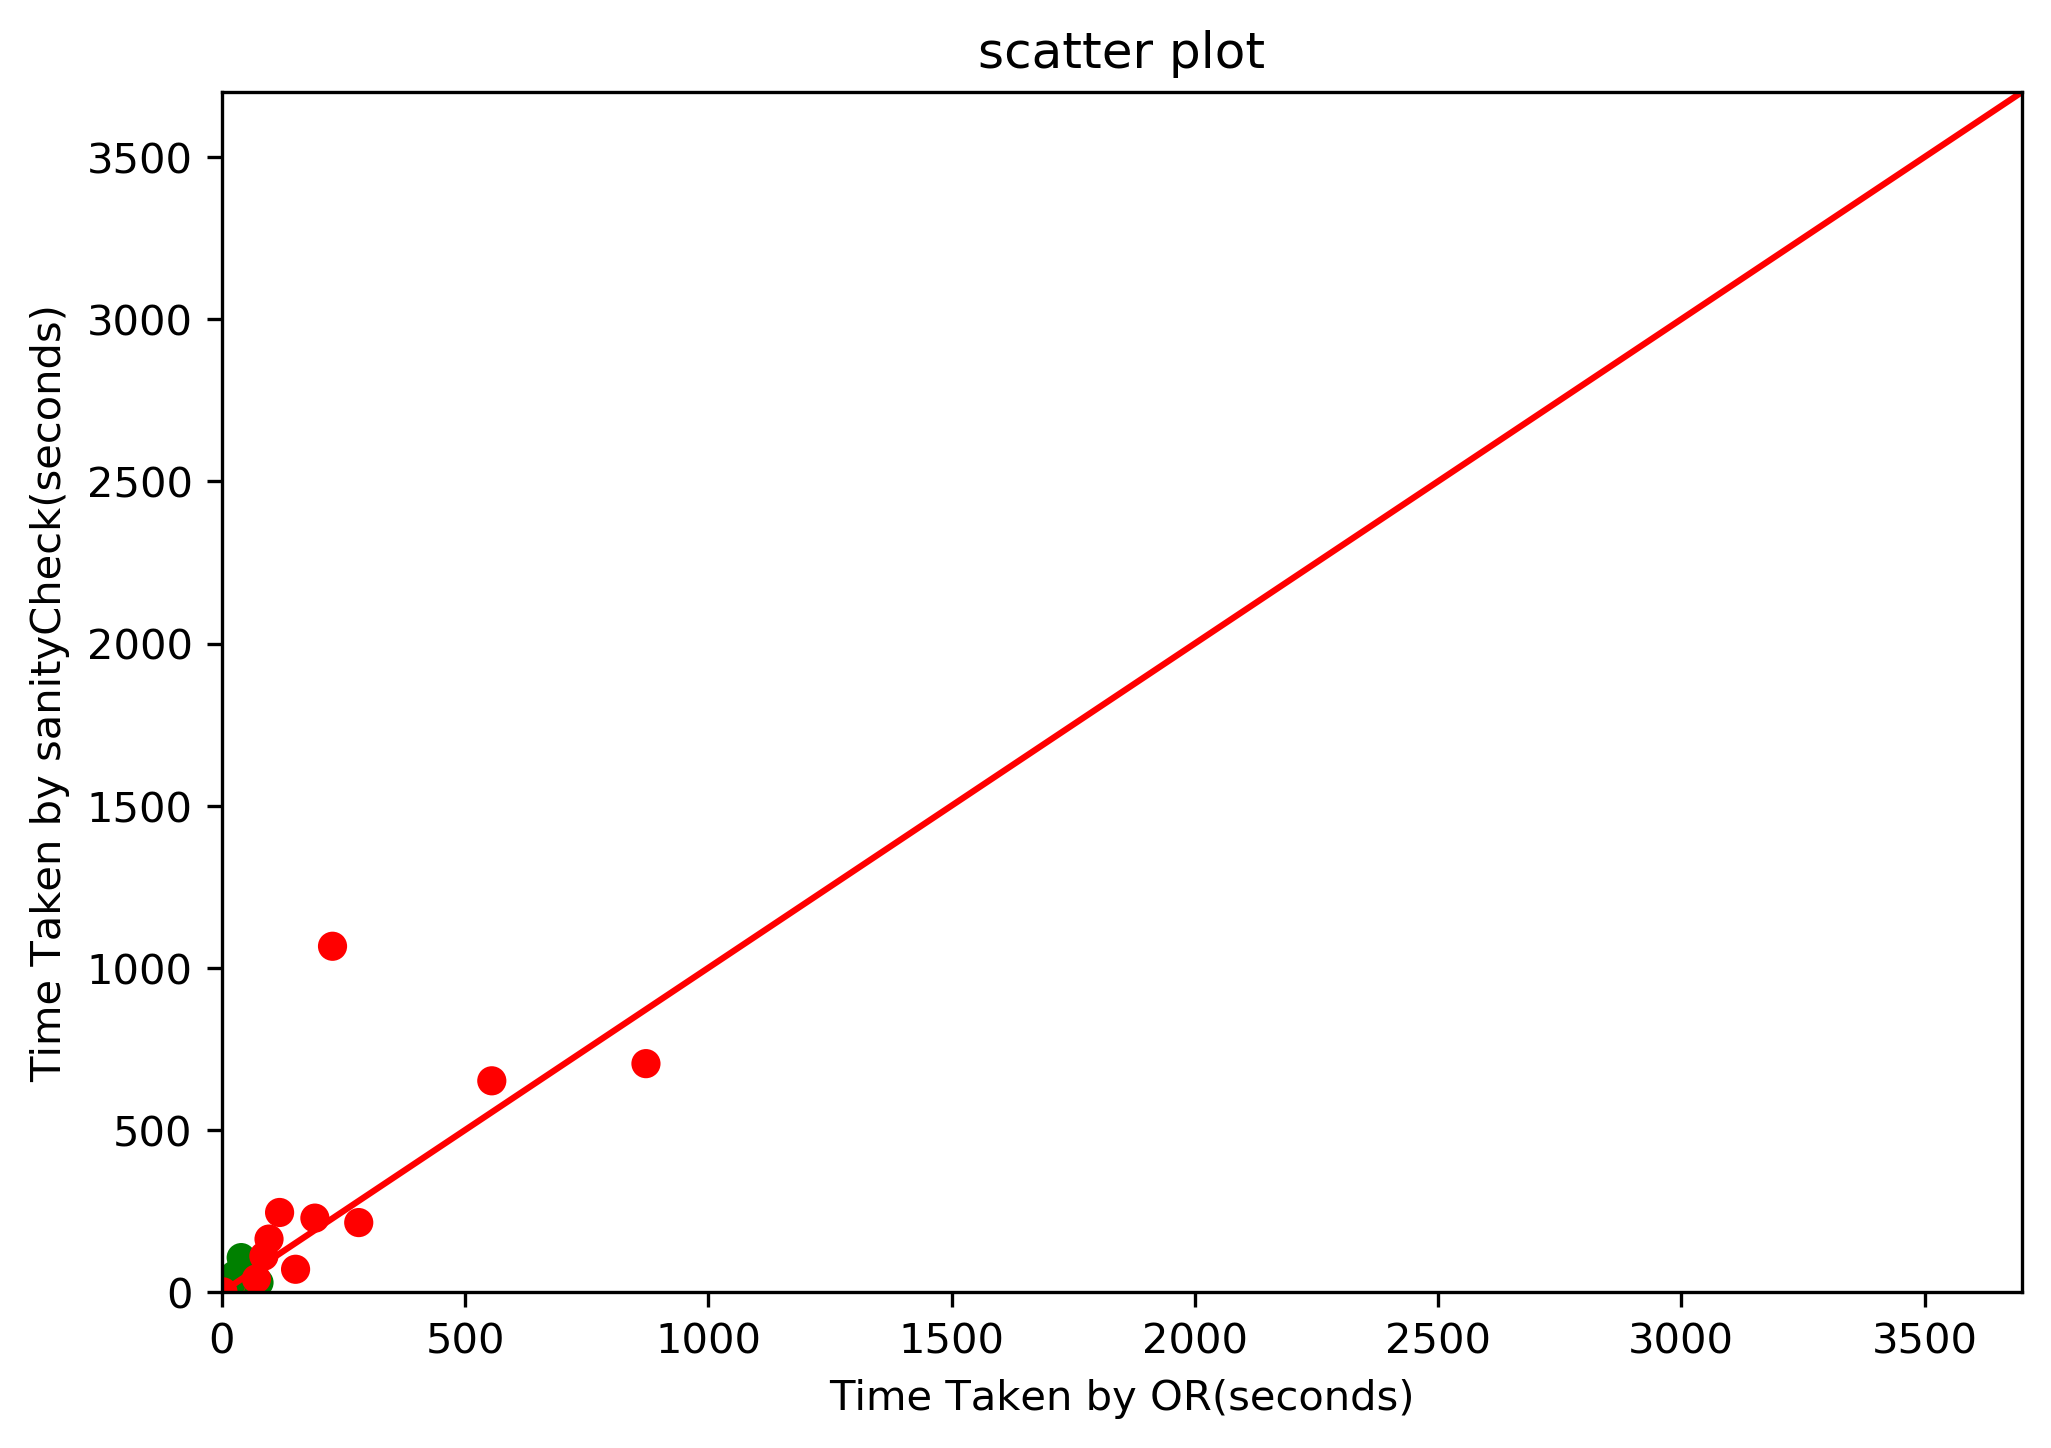 scatter plot
3500
3000
2500
2000
1500
1000
500
0
Time Taken by sanityCheck(seconds)
0 500 1000 1500 2000 2500 3000 3500
Time Taken by OR(seconds)